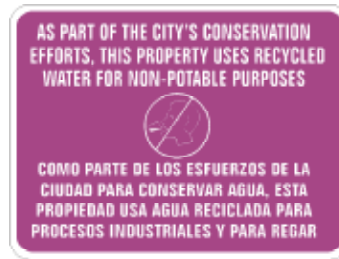 AS PART OF THE CITY'S CONSERVATION
EFFORTS, THIS PROPERTY USES RECYCLED
WATER FOR NON-POTABLE PURPOSES
COMO PARTE DE LOS ESFUERZOS DE LA
CIUDAD PARA CONSERVAR AGUA, ESTA
PROPIEDAD USA AGUA RECICLADA PARA
PROCESOS INDUSTRIALES Y PARA REGAR